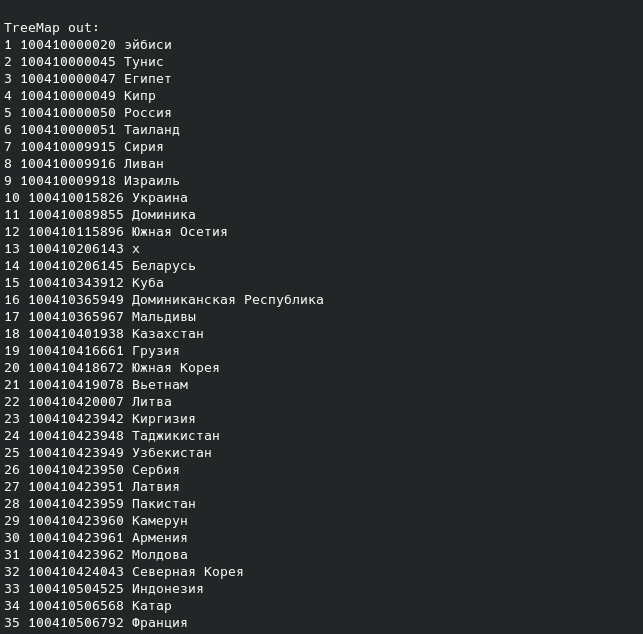 TreeMap out:
1 100410000020 эйбиси
2 100410000045 Тунис
3 100410000047 Египет
4 100410000049 Кипр
5 100410000050 Россия
6 100410000051 Таиланд
7 100410009915 Сирия
8 100410009916 Ливан
9 100410009918 Израиль
10 100410015826 Украина
11 100410089855 Доминика
12 100410115896 Южная Осетия
13 100410206143 x
14 100410206145 Беларусь
15 100410343912 Куба
16 100410365949 Доминиканская Республика
17 100410365967 Мальдивы
18 100410401938 Казахстан
19 100410416661 Грузия
20 100410418672 Южная Корея
21 100410419078 Вьетнам
22 100410420007 Литва
23 100410423942 Киргизия
24 100410423948 Таджикистан
25 100410423949 Узбекистан
26 100410423950 Сербия
27 100410423951 Латвия
28 100410423959 Пакистан
29 100410423960 Камерун
30 100410423961 Армения
31 100410423962 Молдова
32 100410424043 Северная Корея
33 100410504525 Индонезия
34 100410506568 Катар
35 100410506792 Франция